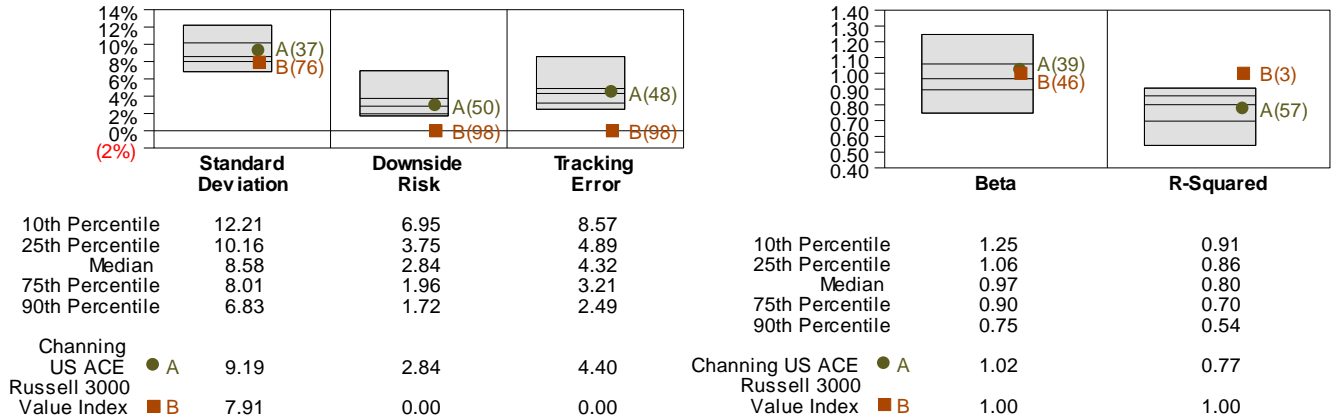 14%
12%
10%
8%
6%
4%
2%
0%
(2%)
A(37)
B(76)
A(50)
B(98)
A(48)
B(98)
Standard
Deviation
Downside
Risk
Tracking
Error
10th Percentile 12.21 6.95 8.57
25th Percentile 10.16 3.75 4.89
Median 8.58 2.84 4.32
75th Percentile 8.01 1.96 3.21
90th Percentile 6.83 1.72 2.49
Channing
US ACE A 9.19 2.84 4.40
Russell 3000
Value Index B 7.91 0.00 0.00
1.40
1.30
1.20
1.10
1.00
0.90
0.80
0.70
0.60
0.50
0.40
A(39)
B(46)
B(3)
A(57)
Beta R-Squared
10th Percentile 1.25 0.91
25th Percentile 1.06 0.86
Median 0.97 0.80
75th Percentile 0.90 0.70
90th Percentile 0.75 0.54
Channing US ACE A 1.02 0.77
Russell 3000
Value Index B 1.00 1.00